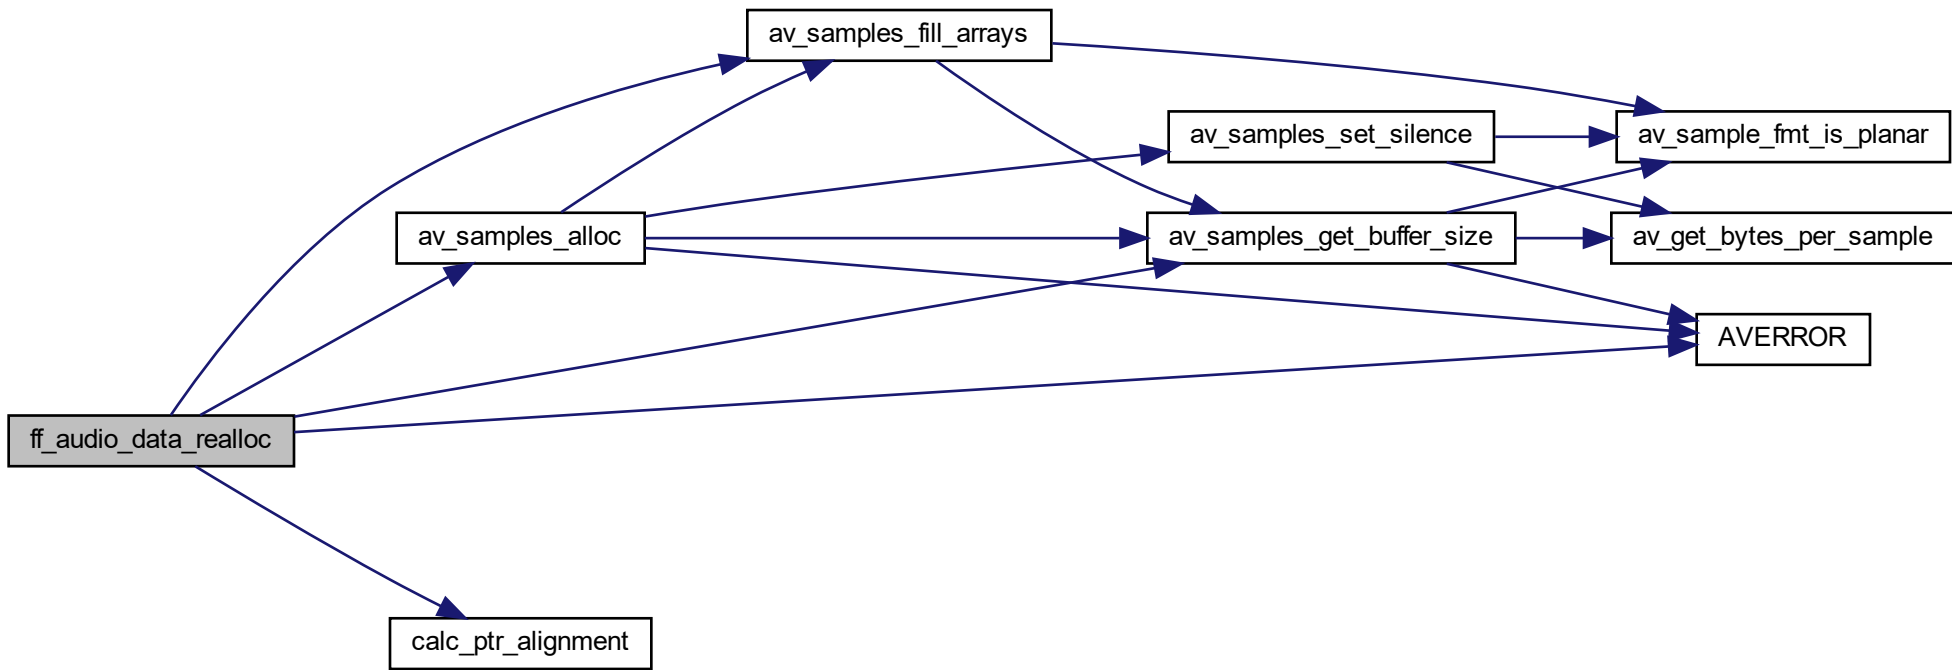 av_samples_fill_arrays
av_samples_set_silence
av_sample_fmt_is_planar
av_samples_alloc
av_samples_get_buffer_size
av_get_bytes_per_sample
AVERROR
ff_audio_data_realloc
calc_ptr_alignment